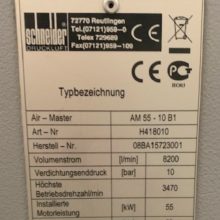 schneider
DRUCKLUFT
72770 Reutlingen
Tel.(07121)959-0
Telex 729689
Fax(07121)959-100
CE
Typbezeichnung
Air - Master AM 55 - 10 B1
Art - Nr H418010
Herstell - Nr. 08BA15723001
Volumenstrom [l/min] 8200
Verdichtungsenddruck [bar] 10
Höchste
Betriebsdrehzahl [l/min] 3470
Installierte
Motorleistung [kW] 55